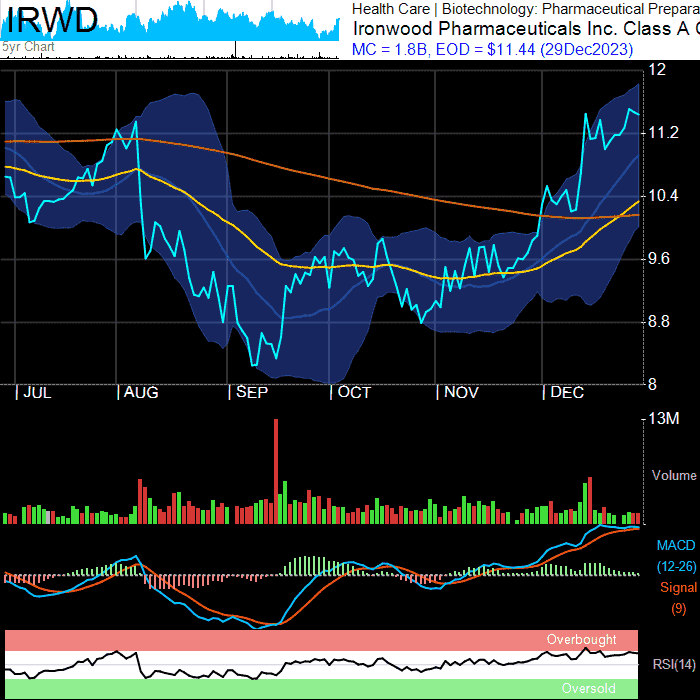 IRWD
5yr Chart
Health Care | Biotechnology: Pharmaceutical Prepara
Ironwood Pharmaceuticals Inc. Class A C
MC = 1.8B, EOD = $11.44 (29Dec2023)
12
11.2
10.4
9.6
8.8
8
JUL AUG SEP OCT NOV DEC
13M
Volume
MACD
(12-26)
Signal
(9)
Overbought
RSI(14)
Oversold